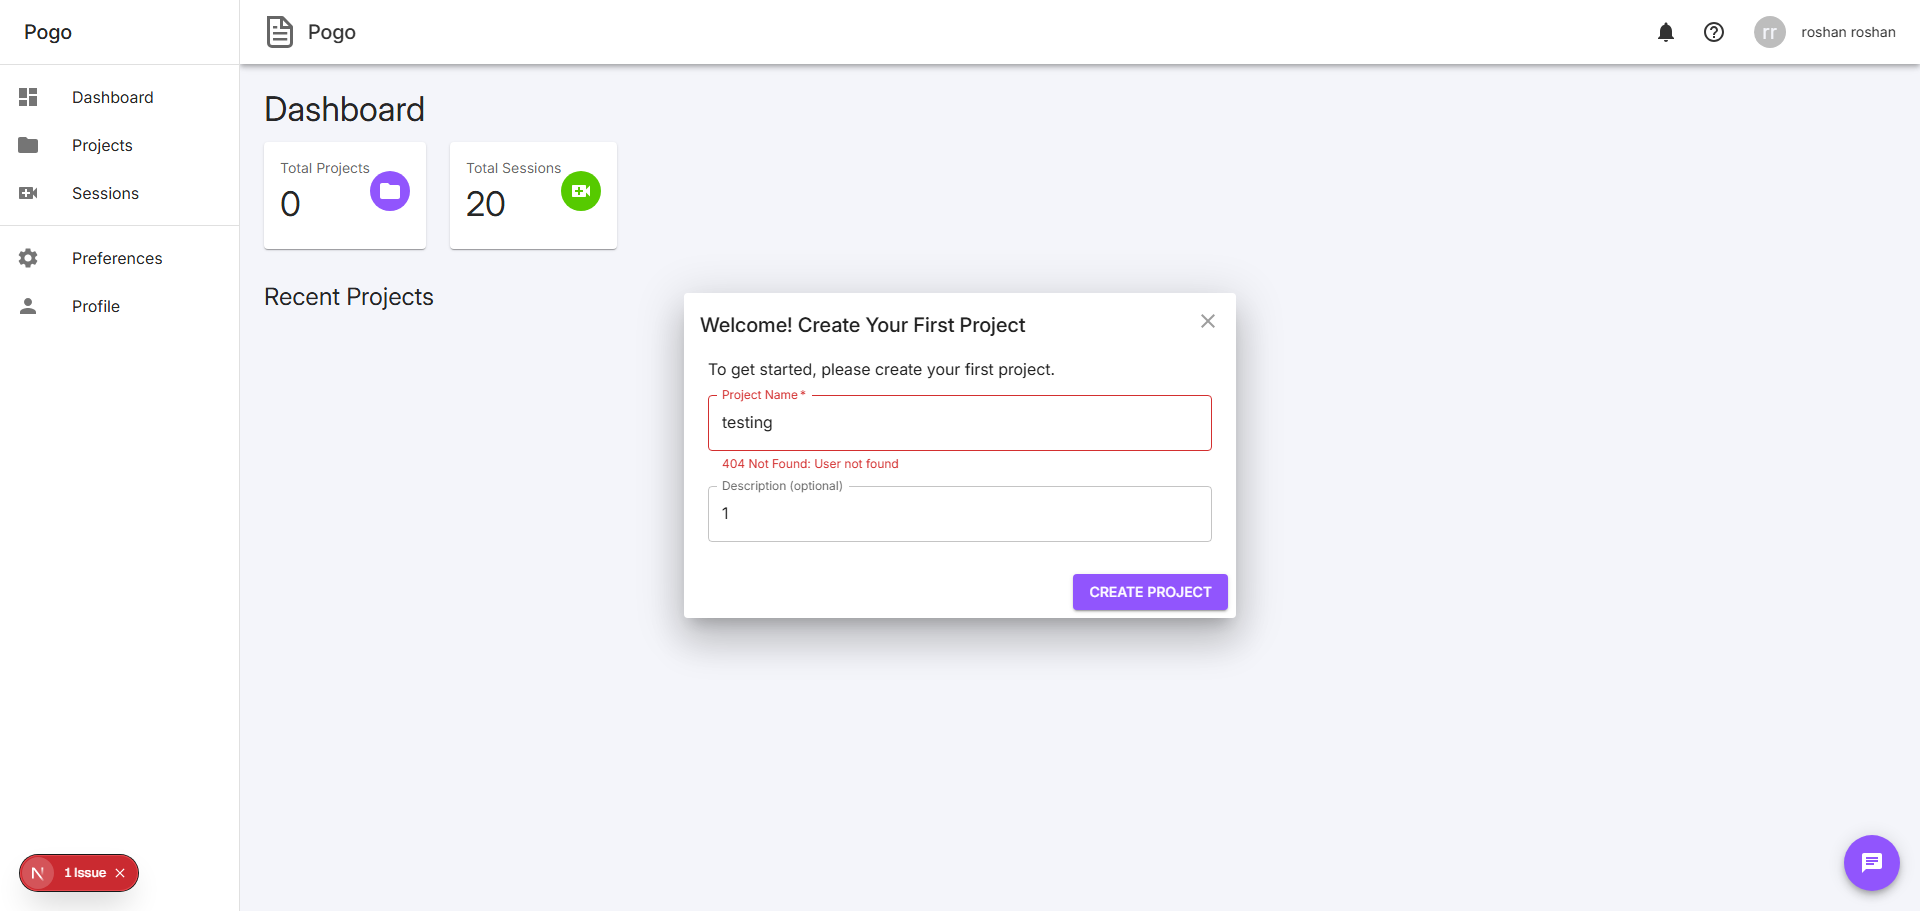 Pogo
Pogo
rr
roshan roshan
Dashboard
Projects
Sessions
Preferences
Profile
Dashboard
Total Projects
0
Total Sessions
20
Recent Projects
Welcome! Create Your First Project
To get started, please create your first project.
Project Name *
testing
404 Not Found: User not found
Description (optional)
1
CREATE PROJECT
N
1 Issue